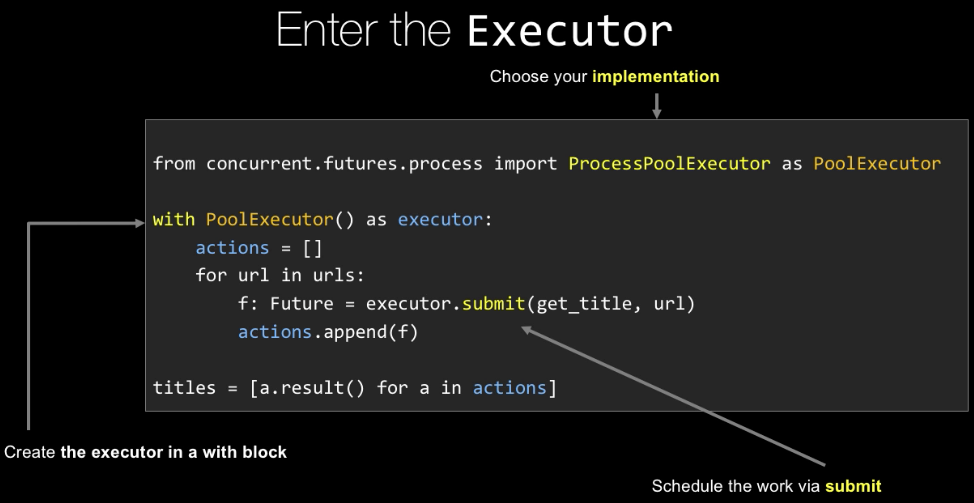 Enter the Executor
Choose your implementation
from concurrent.futures.process import ProcessPoolExecutor as PoolExecutor
with PoolExecutor() as executor:
    actions = []
    for url in urls:
        f: Future = executor.submit(get_title, url)
        actions.append(f)
titles = [a.result() for a in actions]
Create the executor in a with block
Schedule the work via submit